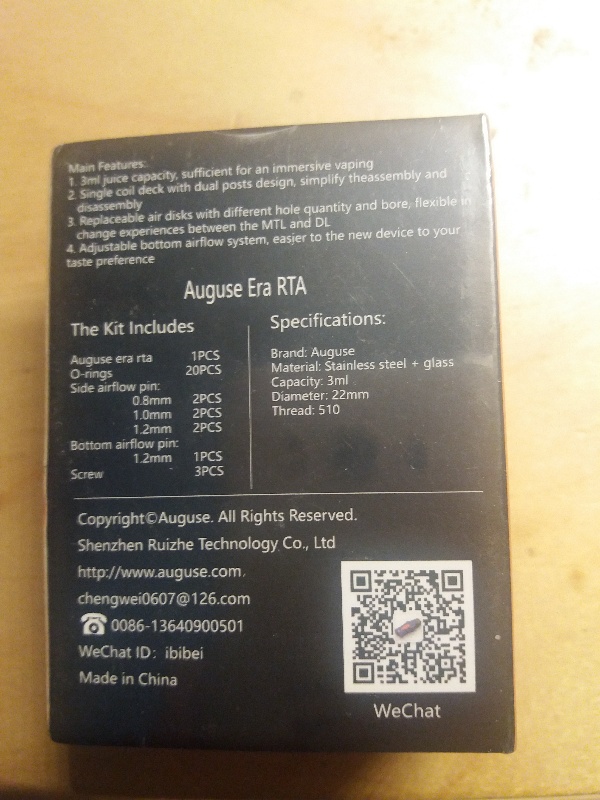 Main Features:
1. 3ml juice capacity, sufficient for an immersive vaping
2. Single coil deck with dual posts design, simplify theassembly and
disassembly
3. Replaceable air disks with different hole quantity and bore, flexible in
change experiences between the MTL and DL
4. Adjustable bottom airflow system, easjer to the new device to your
taste preference
Auguse Era RTA
The Kit Includes
Auguse era rta 1PCS
O-rings 20PCS
Side airflow pin:
0.8mm 2PCS
1.0mm 2PCS
1.2mm 2PCS
Bottom airflow pin:
1.2mm 1PCS
Screw 3PCS
Specifications:
Brand: Auguse
Material: Stainless steel + glass
Capacity: 3ml
Diameter: 22mm
Thread: 510
Copyright©Auguse. All Rights Reserved.
Shenzhen Ruizhe Technology Co., Ltd
http://www.auguse.com
chengwei0607@126.com
0086-13640900501
WeChat ID: ibibei
Made in China
WeChat